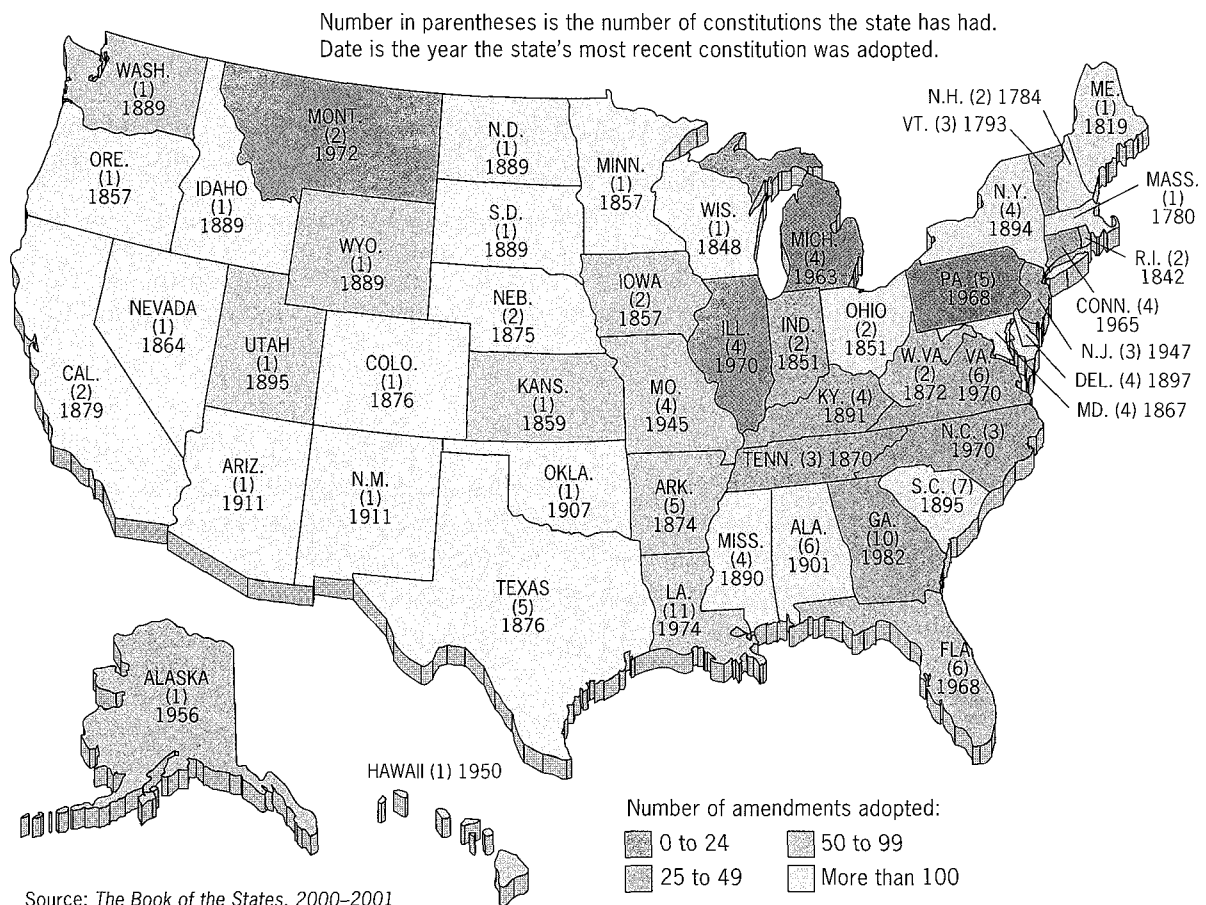 Number in parentheses is the number of constitutions the state has had.
Date is the year the state's most recent constitution was adopted.
WASH.
(1)
1889
ORE.
(1)
1857
IDAHO
(1)
1889
MONT.
(2)
1972
N.D.
(1)
1889
S.D.
(1)
1889
WYO.
(1)
1889
NEB.
(2)
1875
MINN.
(1)
1857
WIS.
(1)
1848
IOWA
(2)
1857
MICH.
(4)
1963
N.H. (2) 1784
VT. (3) 1793
ME.
(1)
1819
MASS.
(1)
1780
N.Y.
(4)
1894
R.I. (2)
1842
CONN. (4)
1965
PA. (5)
1968
N.J. (3) 1947
DEL. (4) 1897
MD. (4) 1867
NEVADA
(1)
1864
UTAH
(1)
1895
CAL.
(2)
1879
COLO.
(1)
1876
KANS.
(1)
1859
MO.
(4)
1945
ILL.
(4)
1970
IND.
(2)
1851
OHIO
(2)
1851
W.VA.
(2)
1872
VA.
(6)
1970
KY. (4)
1891
TENN. (3) 1870
N.C. (3)
1970
S.C. (7)
1895
ARIZ.
(1)
1911
N.M.
(1)
1911
OKLA.
(1)
1907
ARK.
(5)
1874
MISS.
(4)
1890
ALA.
(6)
1901
GA.
(10)
1982
TEXAS
(5)
1876
LA.
(11)
1974
FLA
(6)
1968
ALASKA
(1)
1956
HAWAII (1) 1950
Number of amendments adopted:
0 to 24
50 to 99
25 to 49
More than 100
Source: The Book of the States, 2000–2001